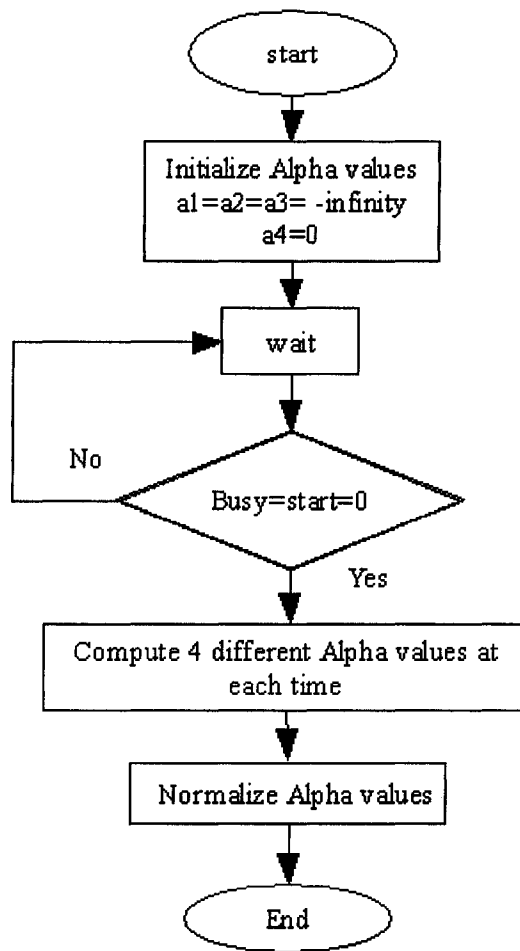 start
Initialize Alpha values
a1=a2=a3= -infinity
a4=0
wait
No
Busy=start=0
Yes
Compute 4 different Alpha values at
each time
Normalize Alpha values
End